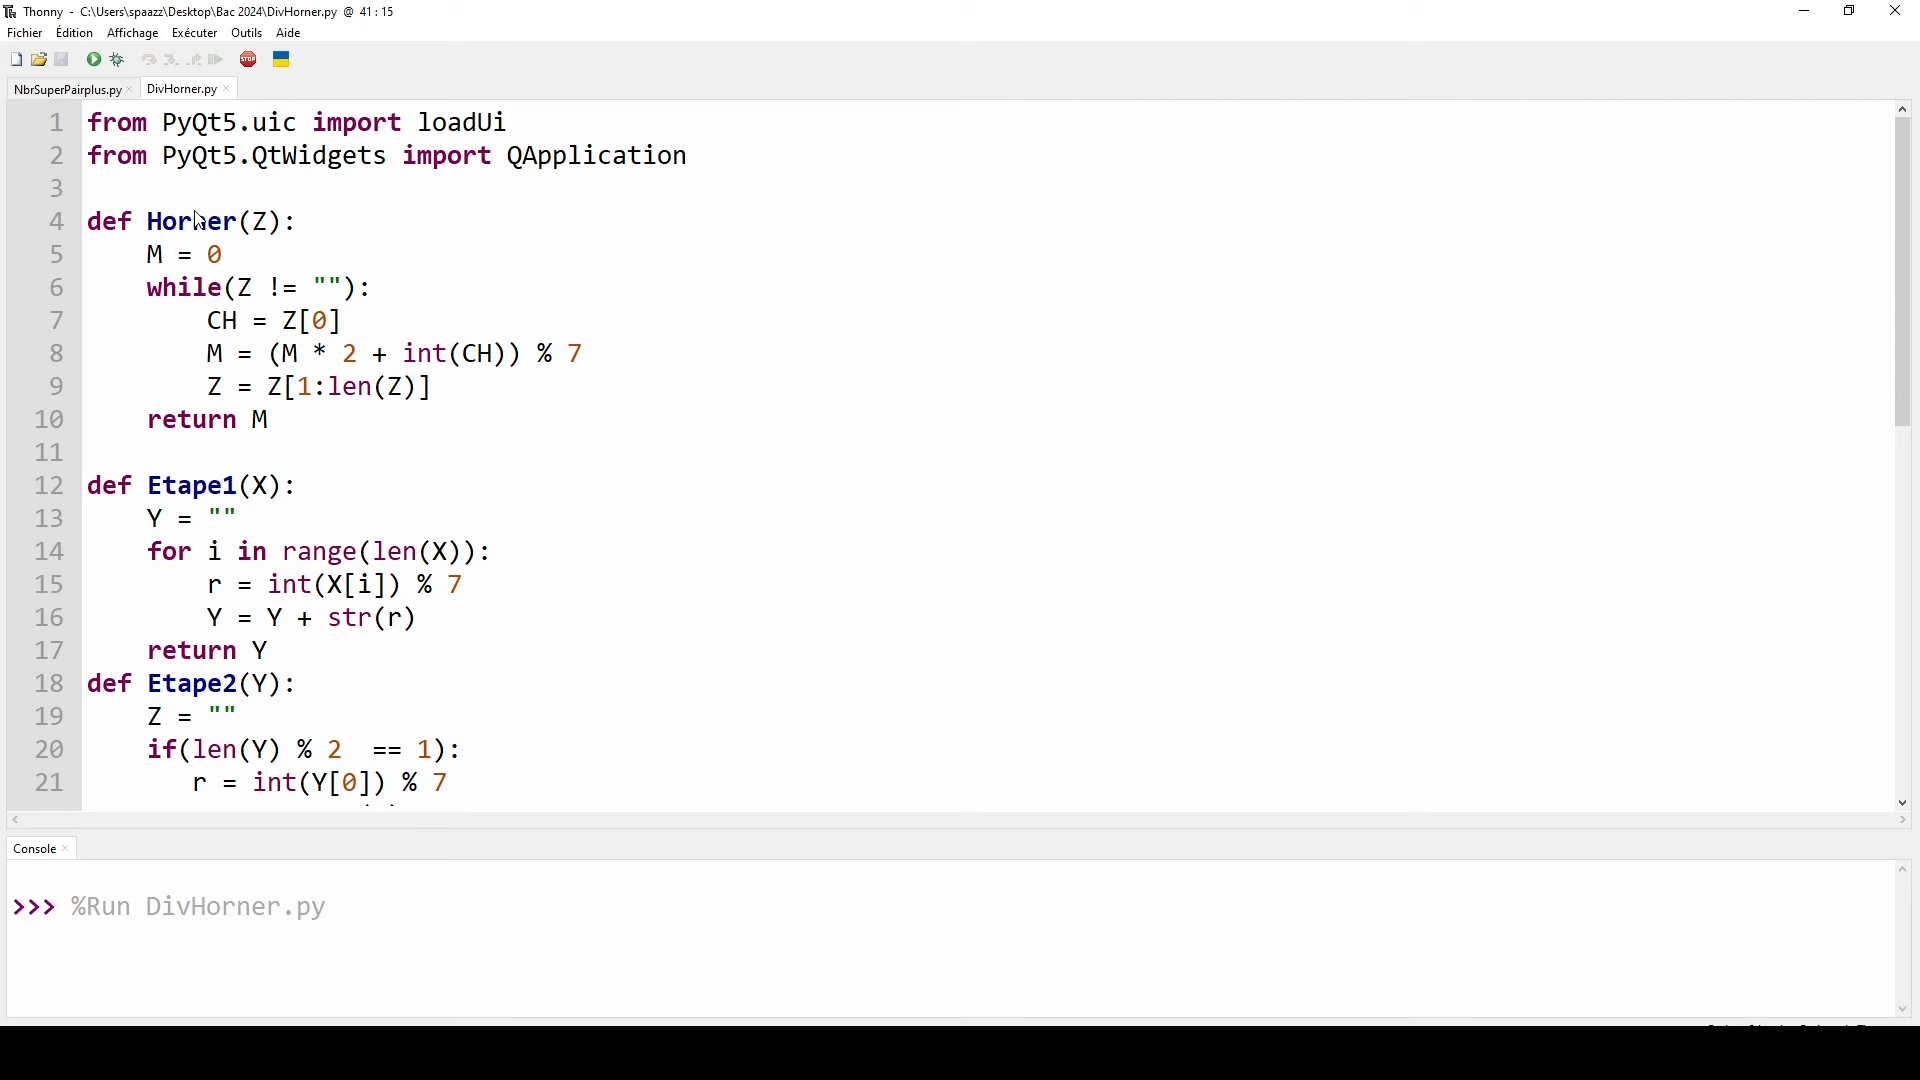 Thonny - C:\Users\spaazz\Desktop\Bac 2024\DivHorner.py @ 41 : 15
Fichier Édition Affichage Exécuter Outils Aide
STOP
NbrSuperPairplus.py × DivHorner.py ×
1 from PyQt5.uic import loadUi
2 from PyQt5.QtWidgets import QApplication
3
4 def Horner(Z):
5 M = 0
6 while(Z != ""):
7 CH = Z[0]
8 M = (M * 2 + int(CH)) % 7
9 Z = Z[1:len(Z)]
10 return M
11
12 def Etape1(X):
13 Y = ""
14 for i in range(len(X)):
15 r = int(X[i]) % 7
16 Y = Y + str(r)
17 return Y
18 def Etape2(Y):
19 Z = ""
20 if(len(Y) % 2 == 1):
21 r = int(Y[0]) % 7
Console ×
>>> %Run DivHorner.py